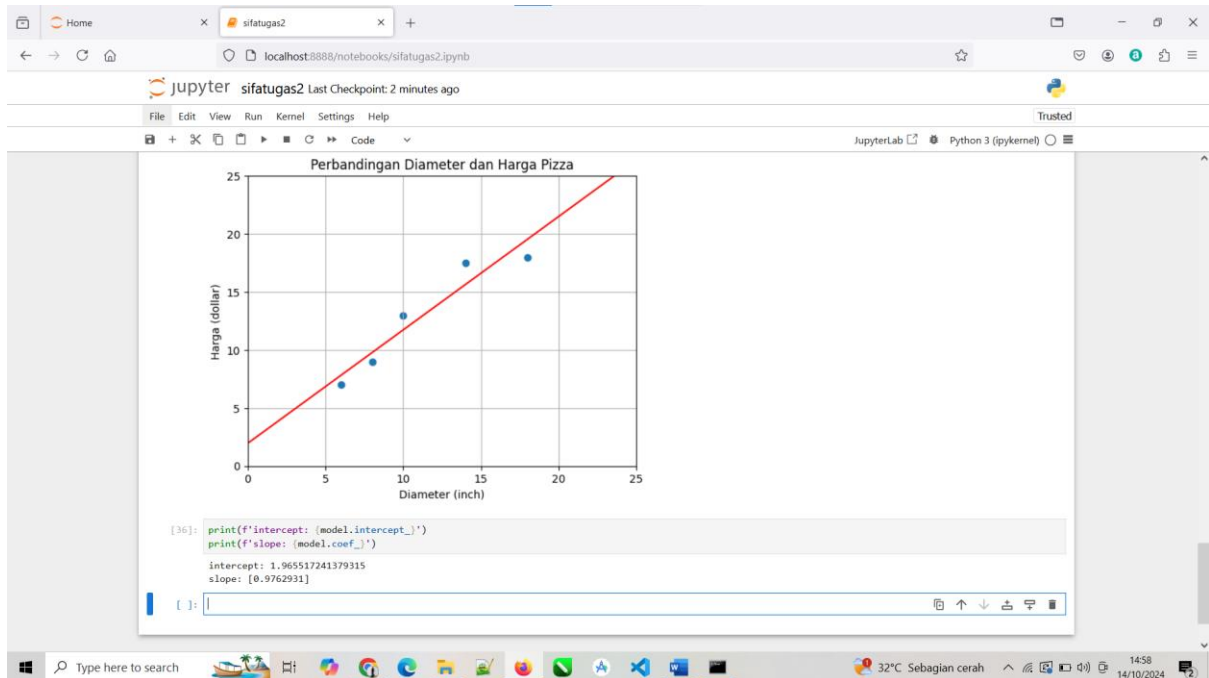 Home
sifatugas2
localhost:8888/notebooks/sifatugas2.ipynb
jupyter sifatugas2 Last Checkpoint: 2 minutes ago
File Edit View Run Kernel Settings Help
Trusted
Code
JupyterLab
Python 3 (ipykernel)
Perbandingan Diameter dan Harga Pizza
25
20
15
10
5
0
Harga (dollar)
0 5 10 15 20 25
Diameter (inch)
[36]: print(f'intercept: {model.intercept_}')
print(f'slope: {model.coef_}')
intercept: 1.965517241379315
slope: [0.9762931]
[ ]:
Type here to search
32°C Sebagian cerah
14:58
14/10/2024
2